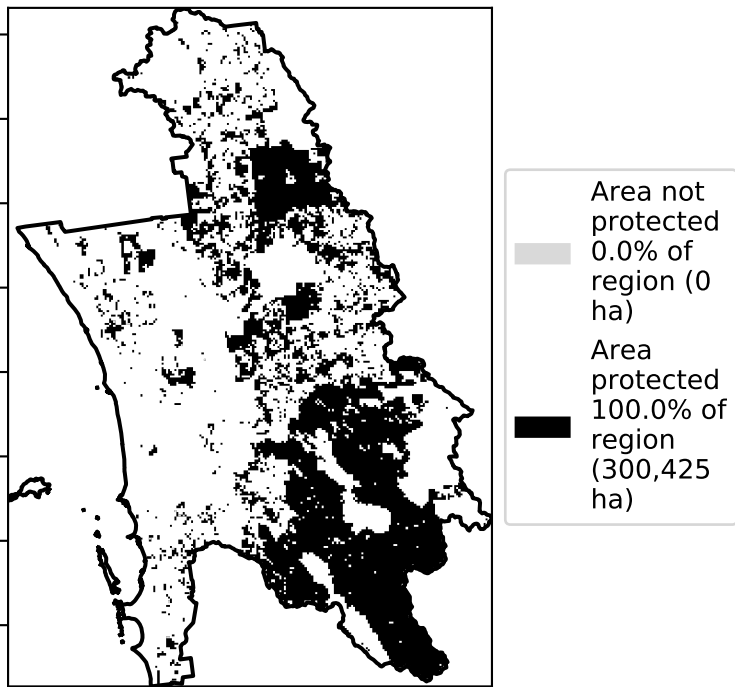 Area not
protected
0.0% of
region (0
ha)
Area
protected
100.0% of
region
(300,425
ha)